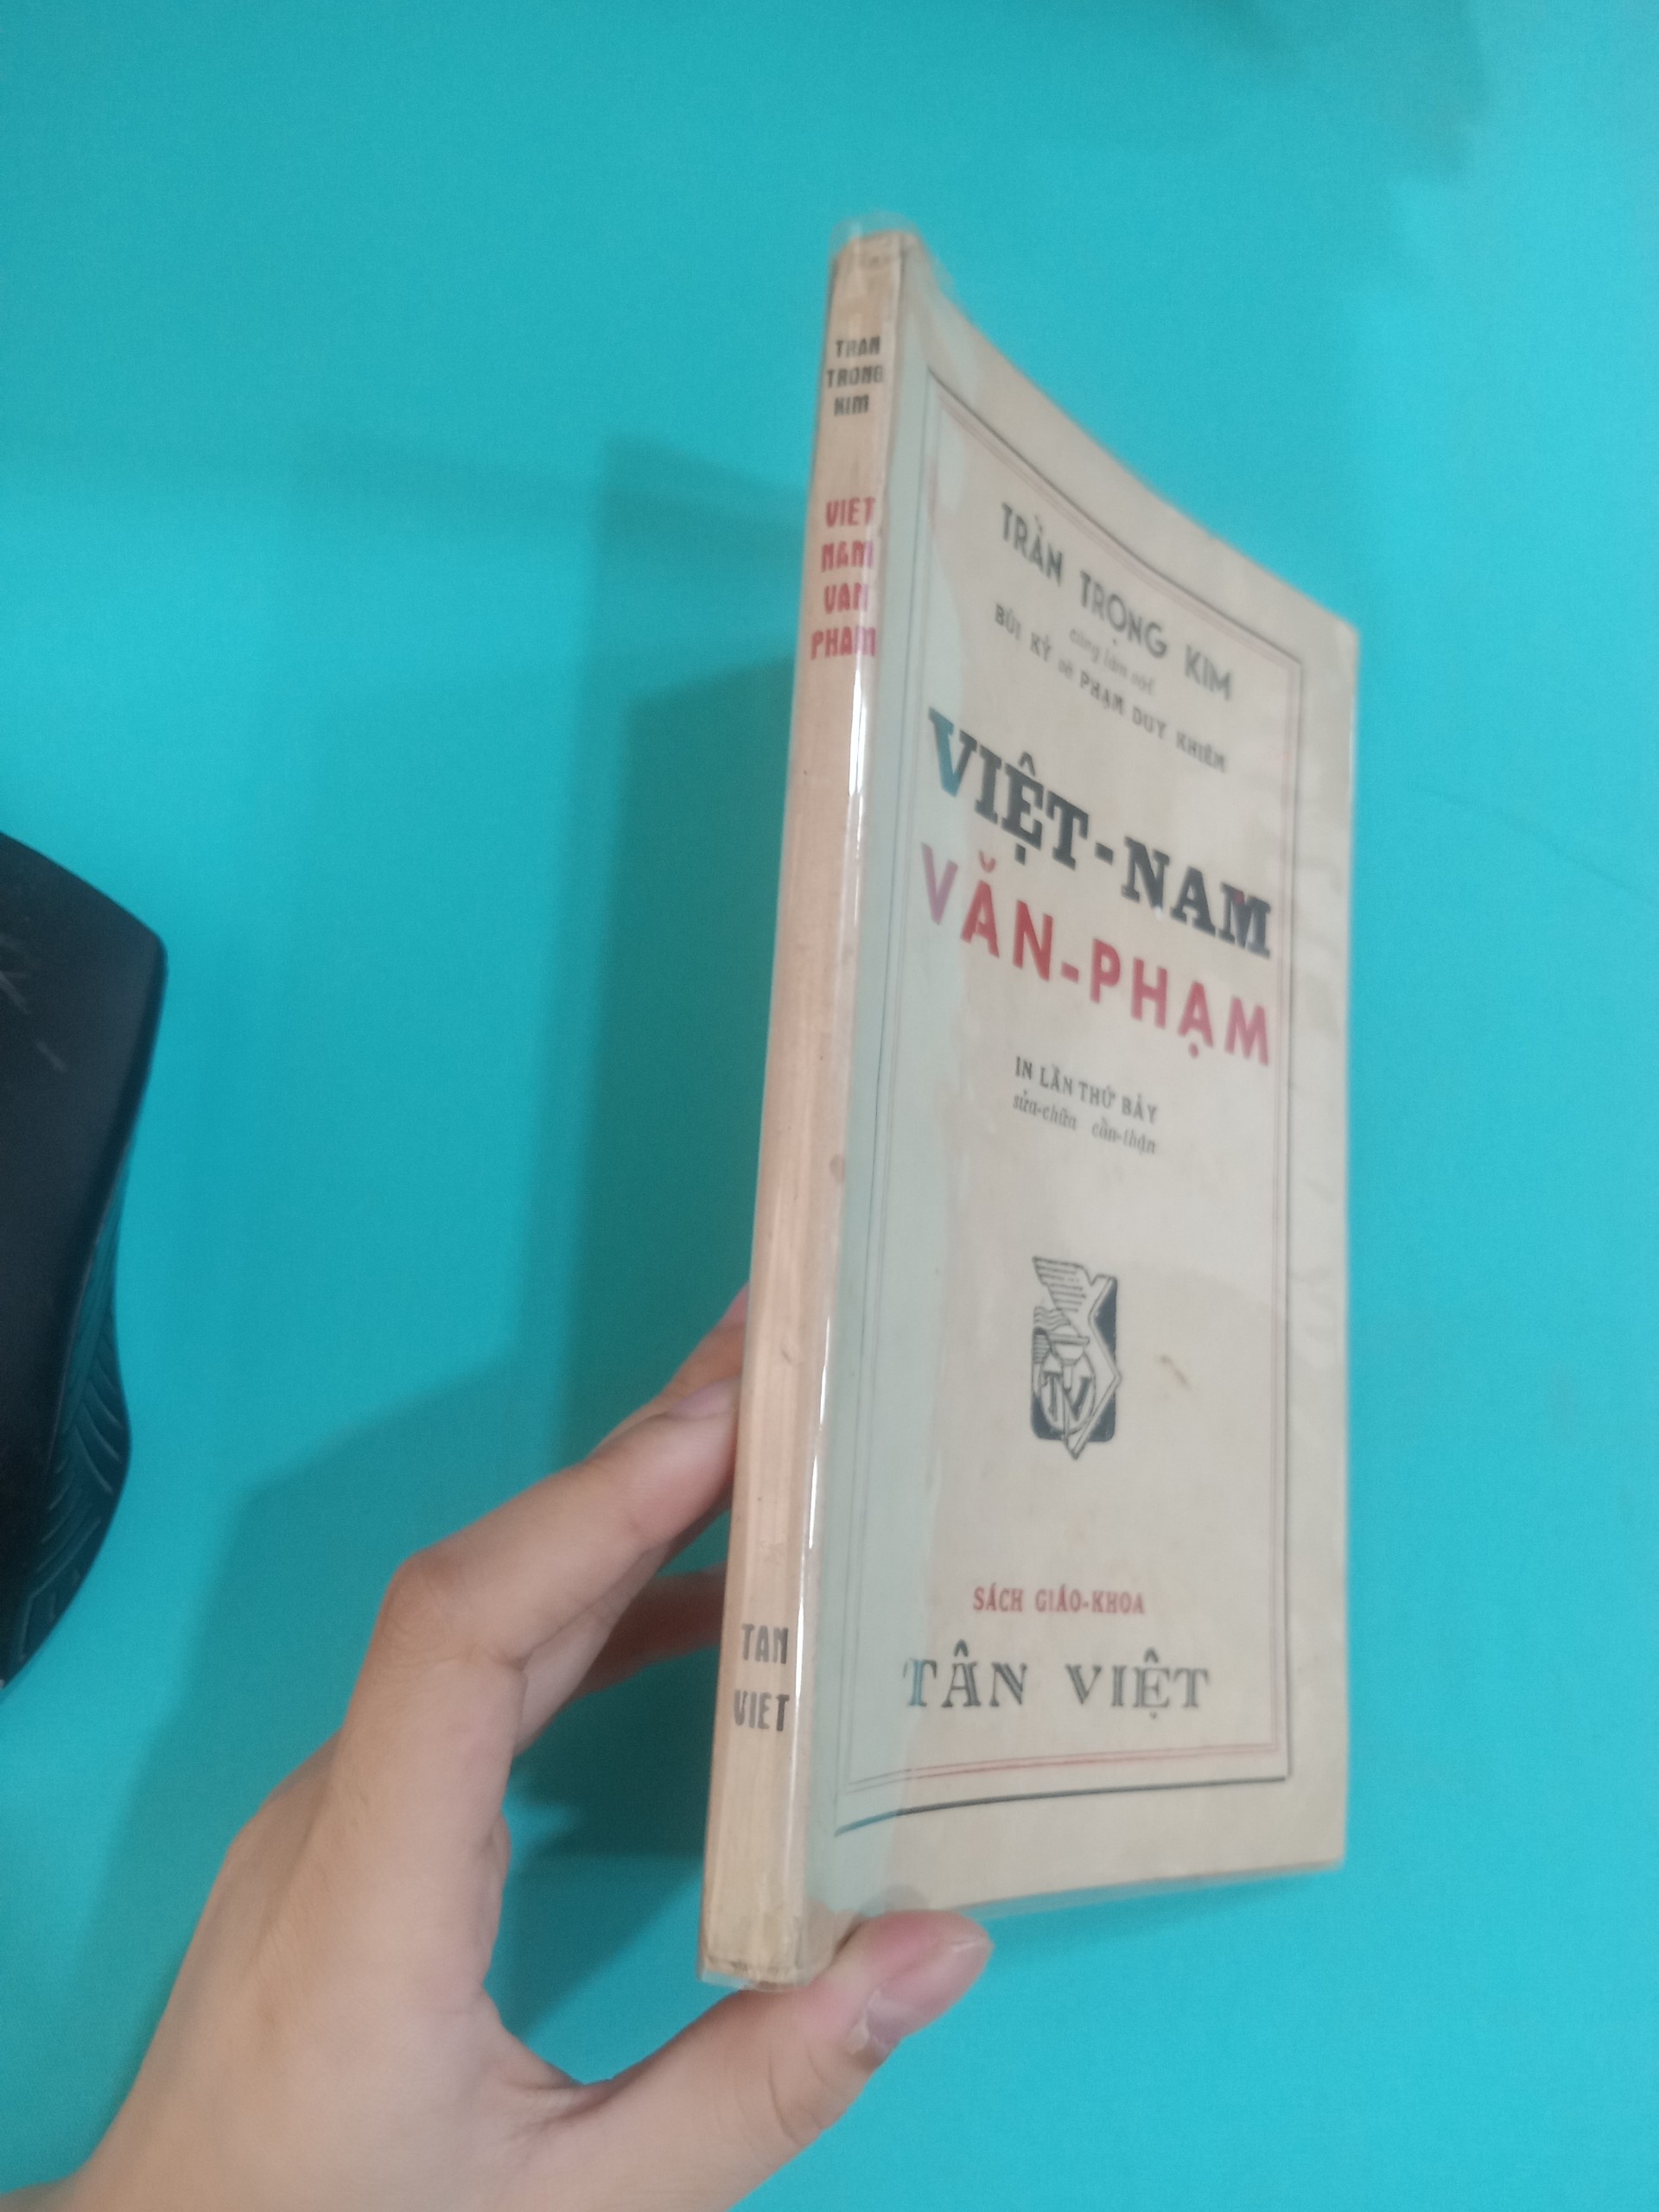 TRAN
TRONG
KIM
VIET
NAM
VAN
PHAM
TAN
VIET
TRẦN TRỌNG KIM
cùng làm với
BÙI KỶ và PHẠM DUY KHIÊM
VIỆT-NAM
VĂN-PHẠM
IN LẦN THỨ BẢY
sửa-chữa cẩn-thận
TV
SÁCH GIÁO-KHOA
TÂN VIỆT